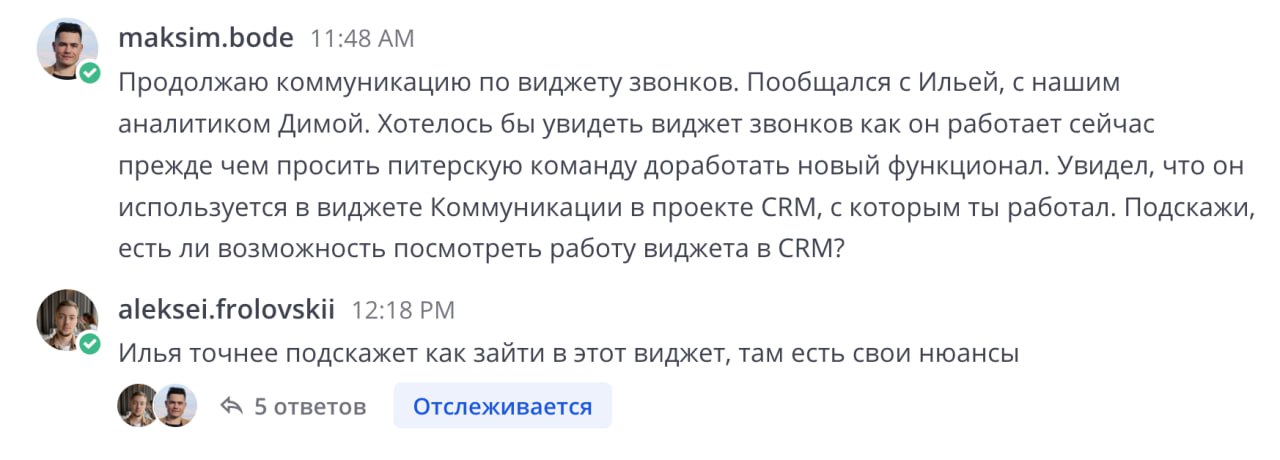 maksim.bode 11:48 AM
Продолжаю коммуникацию по виджету звонков. Пообщался с Ильей, с нашим
аналитиком Димой. Хотелось бы увидеть виджет звонков как он работает сейчас
прежде чем просить питерскую команду доработать новый функционал. Увидел, что он
используется в виджете Коммуникации в проекте CRM, с которым ты работал. Подскажи,
есть ли возможность посмотреть работу виджета в CRM?
aleksei.frolovskii 12:18 PM
Илья точнее подскажет как зайти в этот виджет, там есть свои нюансы
5 ответов Отслеживается